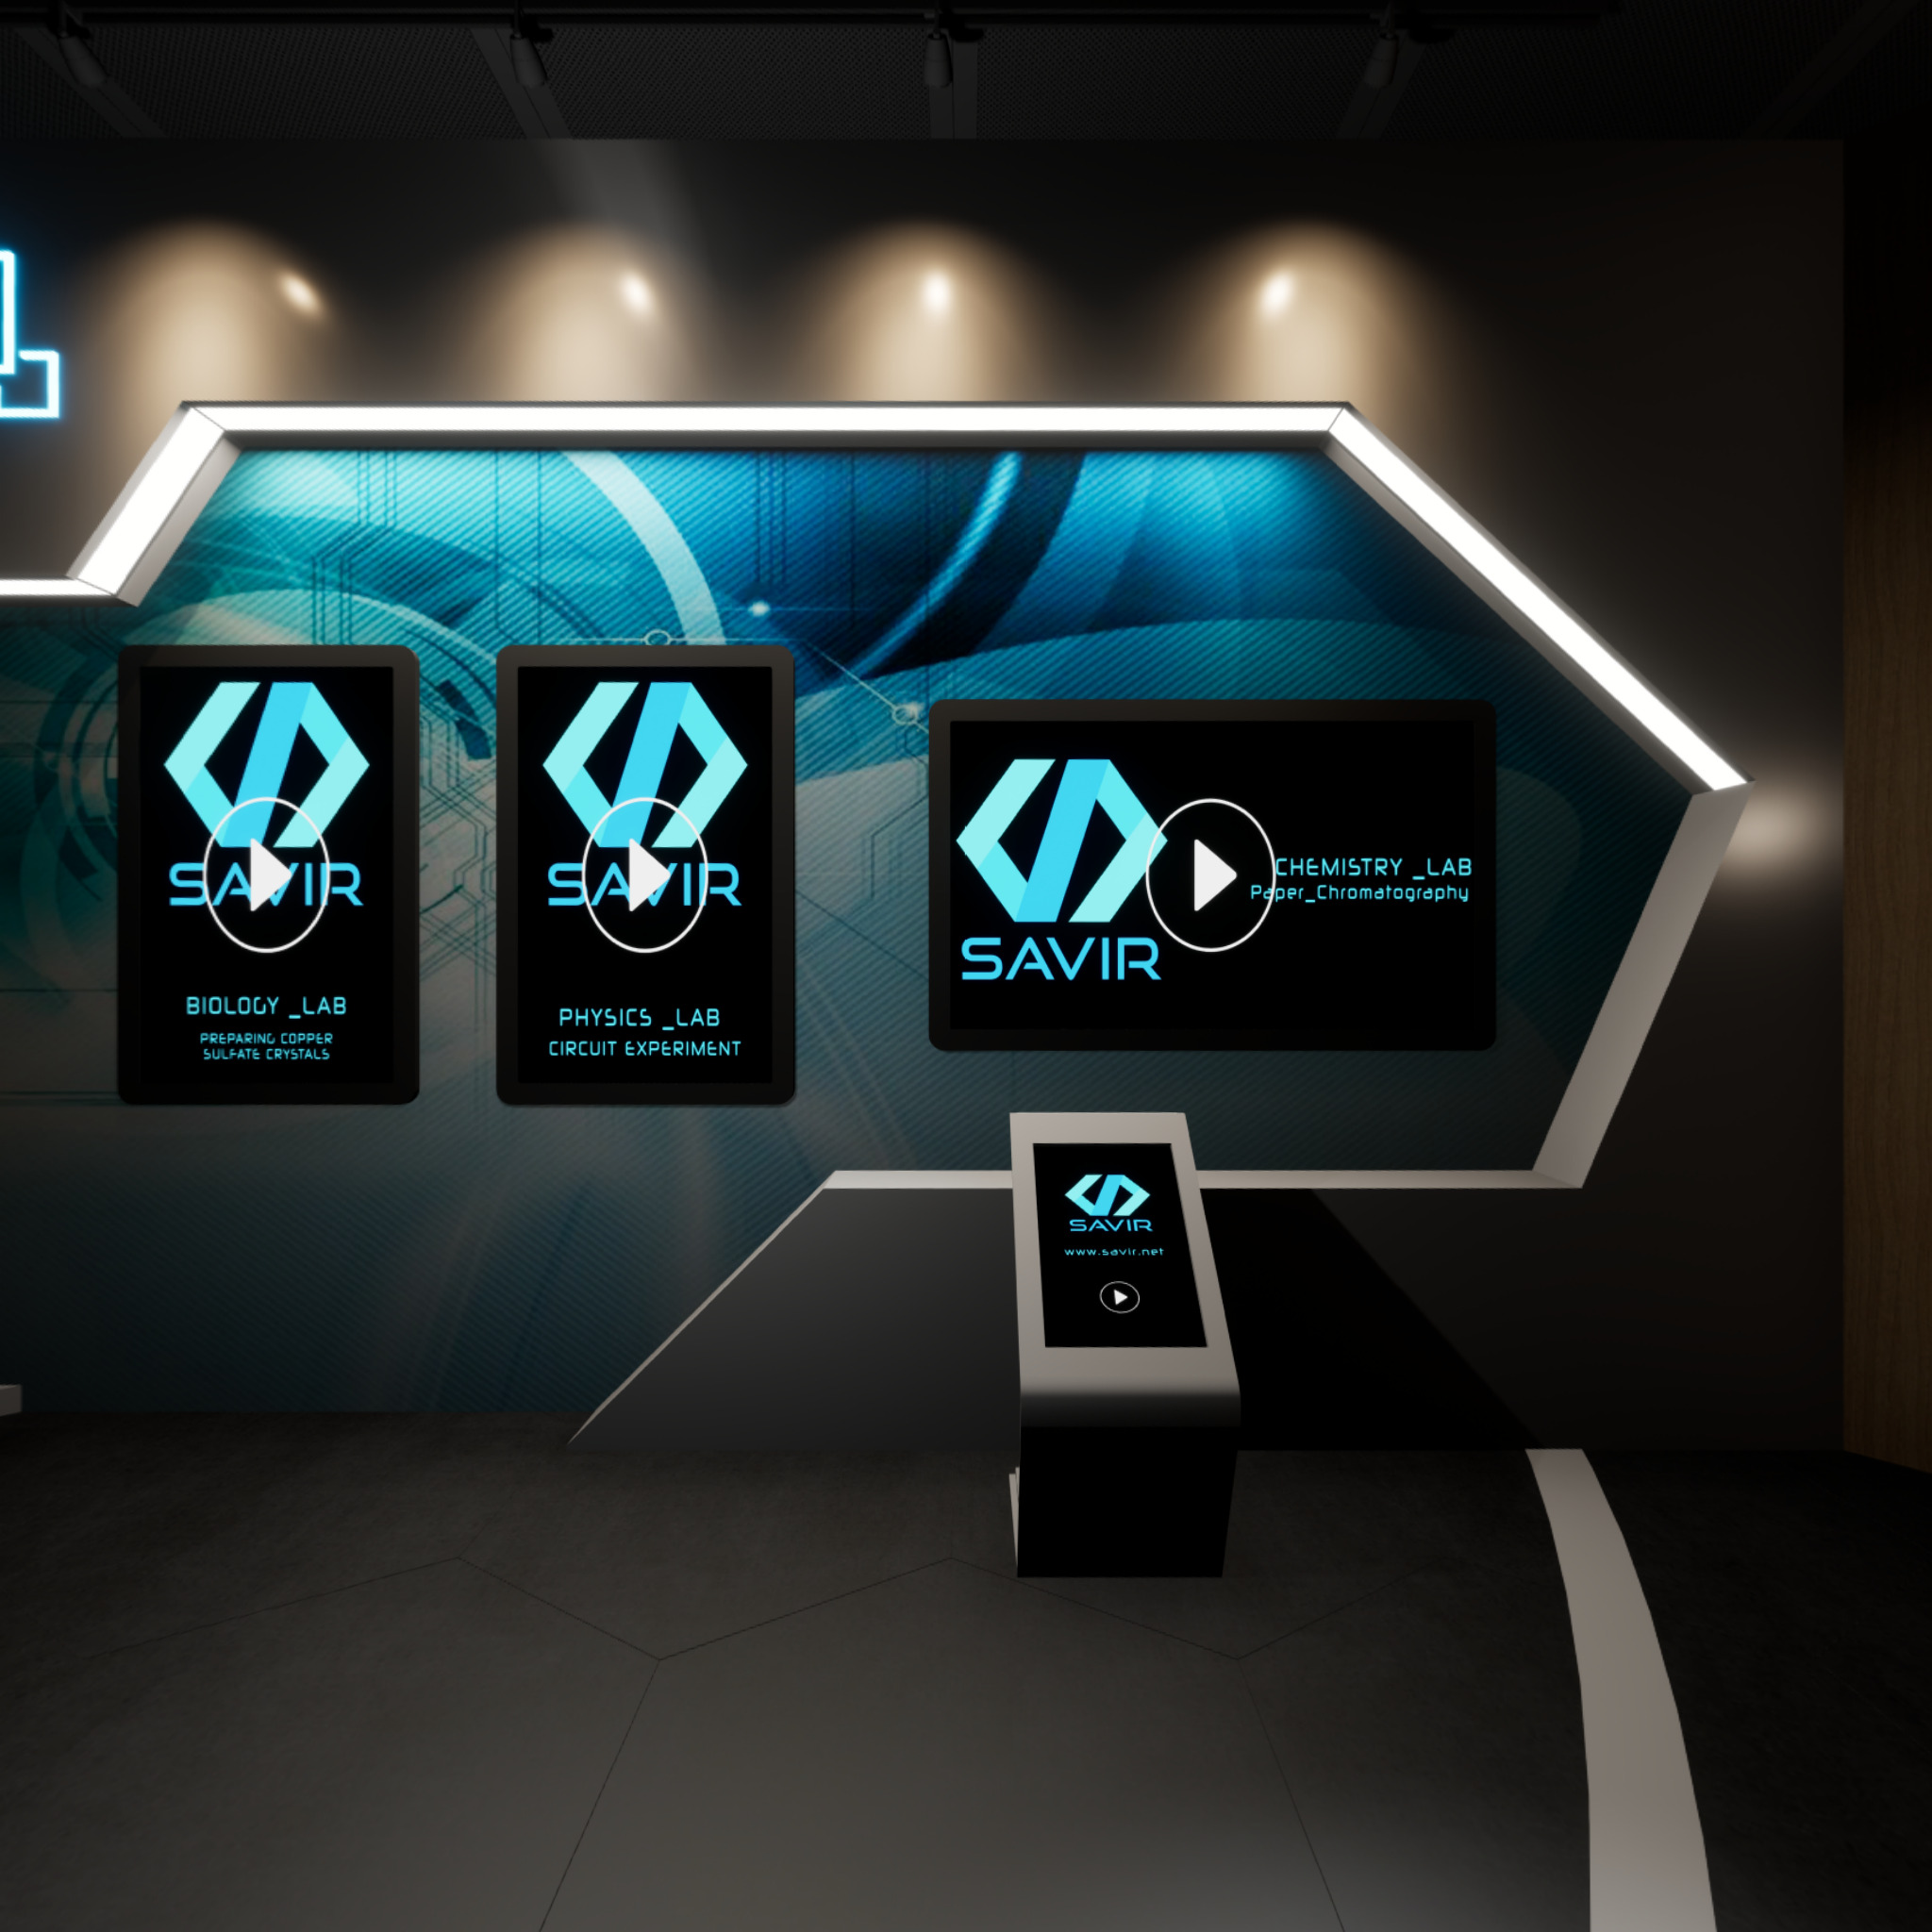 SAVIR
BIOLOGY _LAB
PREPARING COPPER
SULFATE CRYSTALS
SAVIR
PHYSICS _LAB
CIRCUIT EXPERIMENT
SAVIR
CHEMISTRY _LAB
Paper_Chromatography
SAVIR
www.savir.net